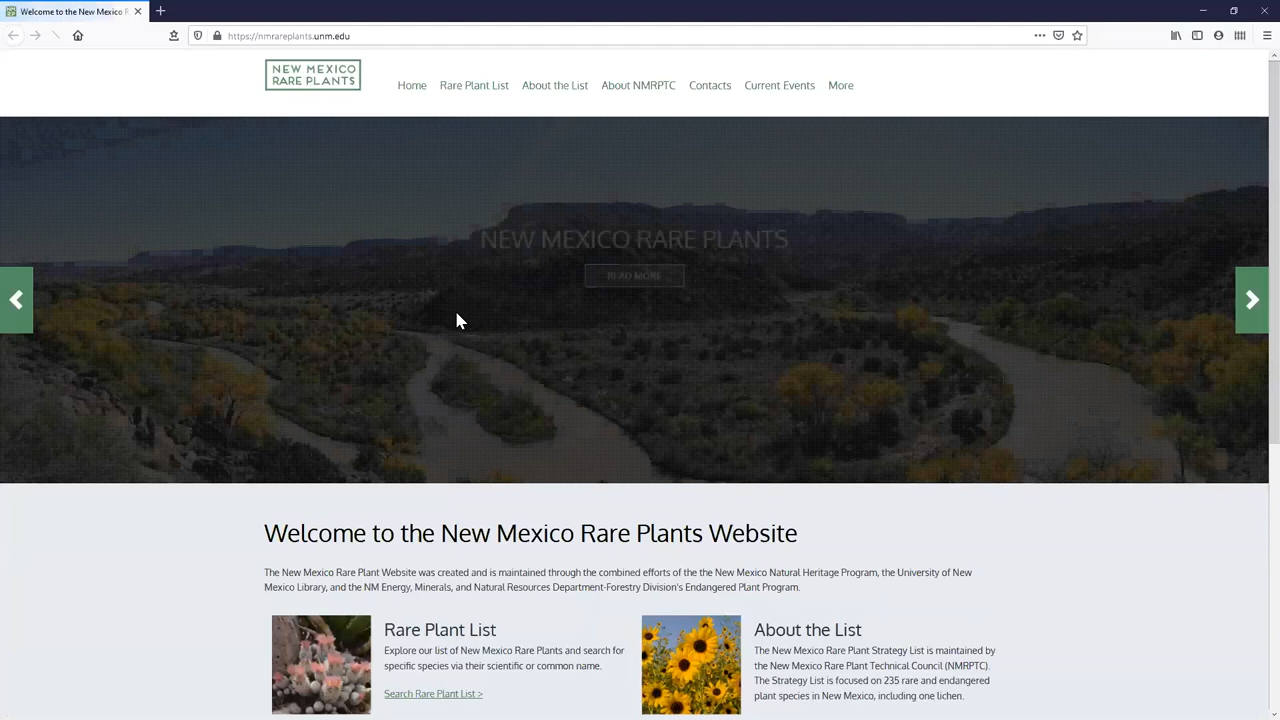 Welcome to the New Mexico R
https://nmrareplants.unm.edu
NEW MEXICO
RARE PLANTS
Home Rare Plant List About the List About NMRPTC Contacts Current Events More
NEW MEXICO RARE PLANTS
READ MORE
Welcome to the New Mexico Rare Plants Website
The New Mexico Rare Plant Website was created and is maintained through the combined efforts of the the New Mexico Natural Heritage Program, the University of New
Mexico Library, and the NM Energy, Minerals, and Natural Resources Department-Forestry Division's Endangered Plant Program.
Rare Plant List
Explore our list of New Mexico Rare Plants and search for
specific species via their scientific or common name.
Search Rare Plant List >
About the List
The New Mexico Rare Plant Strategy List is maintained by
the New Mexico Rare Plant Technical Council (NMRPTC).
The Strategy List is focused on 235 rare and endangered
plant species in New Mexico, including one lichen.